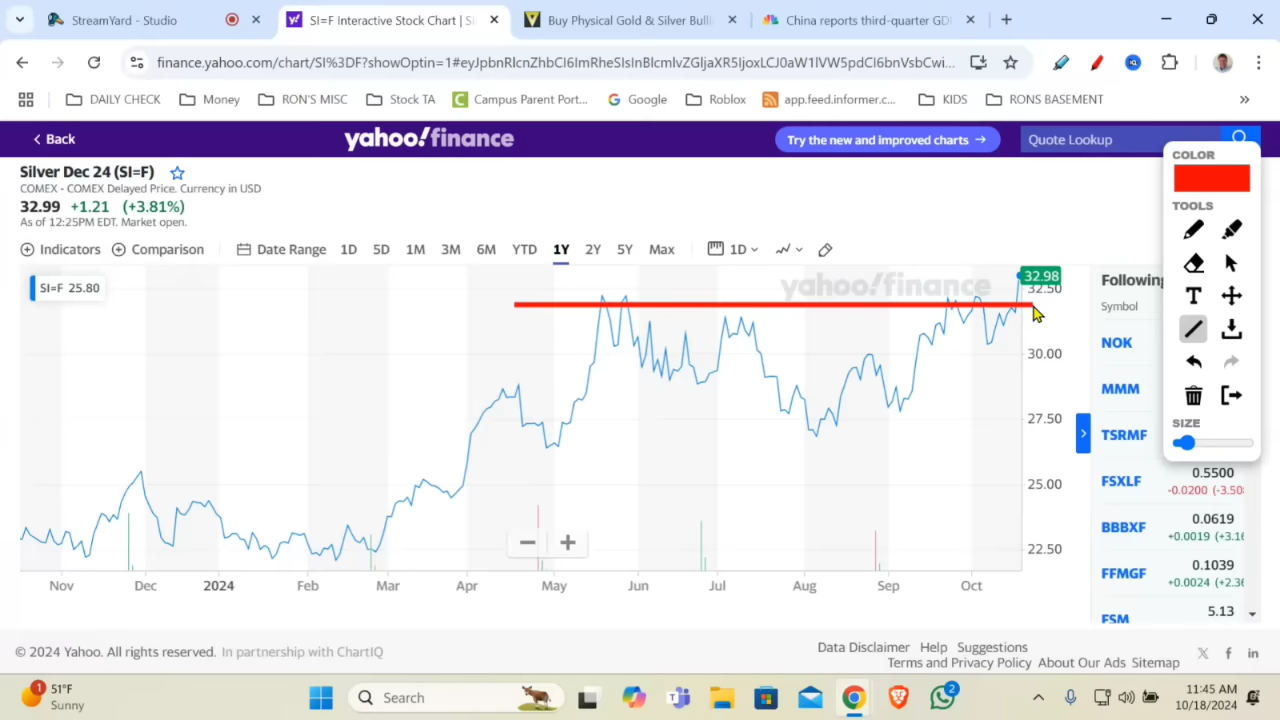 StreamYard - Studio
SI=F Interactive Stock Chart | Si
Buy Physical Gold & Silver Bulli
China reports third-quarter GD
finance.yahoo.com/chart/SI%3DF?showOptin=1#eyJpbnRlcnZhbCI6ImRheSIsInBlcmlvZGljaXR5IjoxLCJ0aW1lVW5pdCI6bnVsbCwi...
DAILY CHECK
Money
RON'S MISC
Stock TA
Campus Parent Port...
Google
Roblox
app.feed.informer.c...
KIDS
RONS BASEMENT
Back
yahoo!finance
Try the new and improved charts
Quote Lookup
Silver Dec 24 (SI=F)
COMEX - COMEX Delayed Price. Currency in USD
32.99 +1.21 (+3.81%)
As of 12:25PM EDT. Market open.
Indicators
Comparison
Date Range
1D 5D 1M 3M 6M YTD 1Y 2Y 5Y Max
1D
SI=F 25.80
yahoo!finance
32.98
32.50
30.00
27.50
25.00
22.50
Nov Dec 2024 Feb Mar Apr May Jun Jul Aug Sep Oct
Following
Symbol
NOK
MMM
TSRMF
FSXLF 0.5500
-0.0200 (-3.50
BBBXF 0.0619
+0.0019 (+3.16
FFMGF 0.1039
+0.0024 (+2.36
FSM 5.13
COLOR
TOOLS
T
SIZE
© 2024 Yahoo. All rights reserved. In partnership with ChartIQ
Data Disclaimer Help Suggestions
Terms and Privacy Policy About Our Ads Sitemap
1
51°F
Sunny
Search
2
11:45 AM
10/18/2024